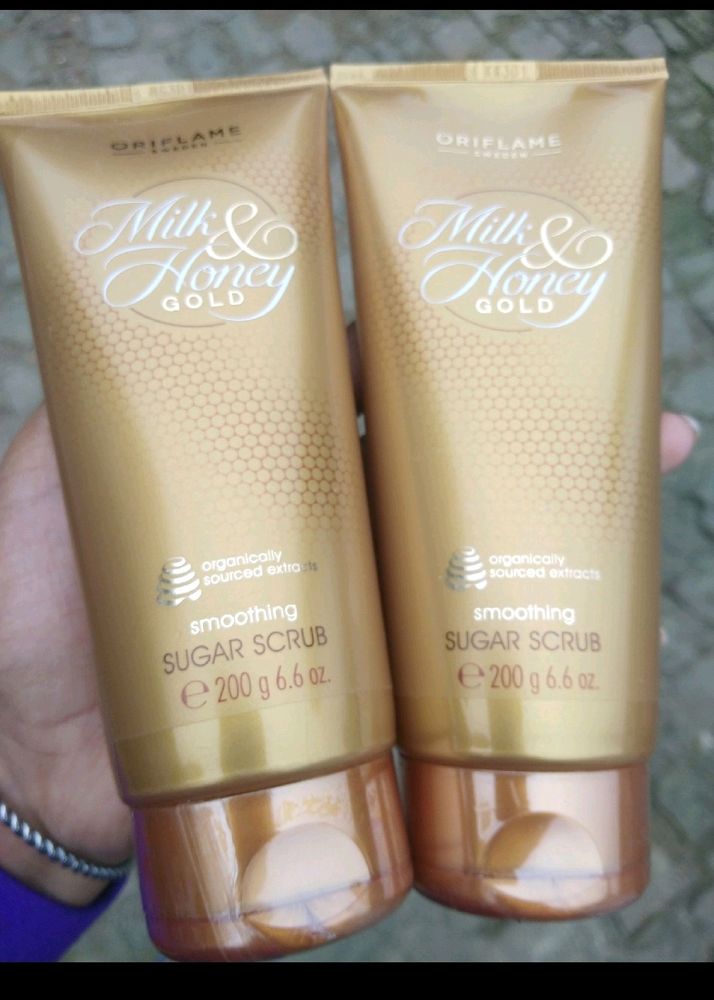 ORIFLAME
SWEDEN
Milk &
Honey
GOLD
organically
sourced extracts
smoothing
SUGAR SCRUB
e 200 g 6.6 oz.
ORIFLAME
SWEDEN
Milk &
Honey
GOLD
organically
sourced extracts
smoothing
SUGAR SCRUB
e 200 g 6.6 oz.